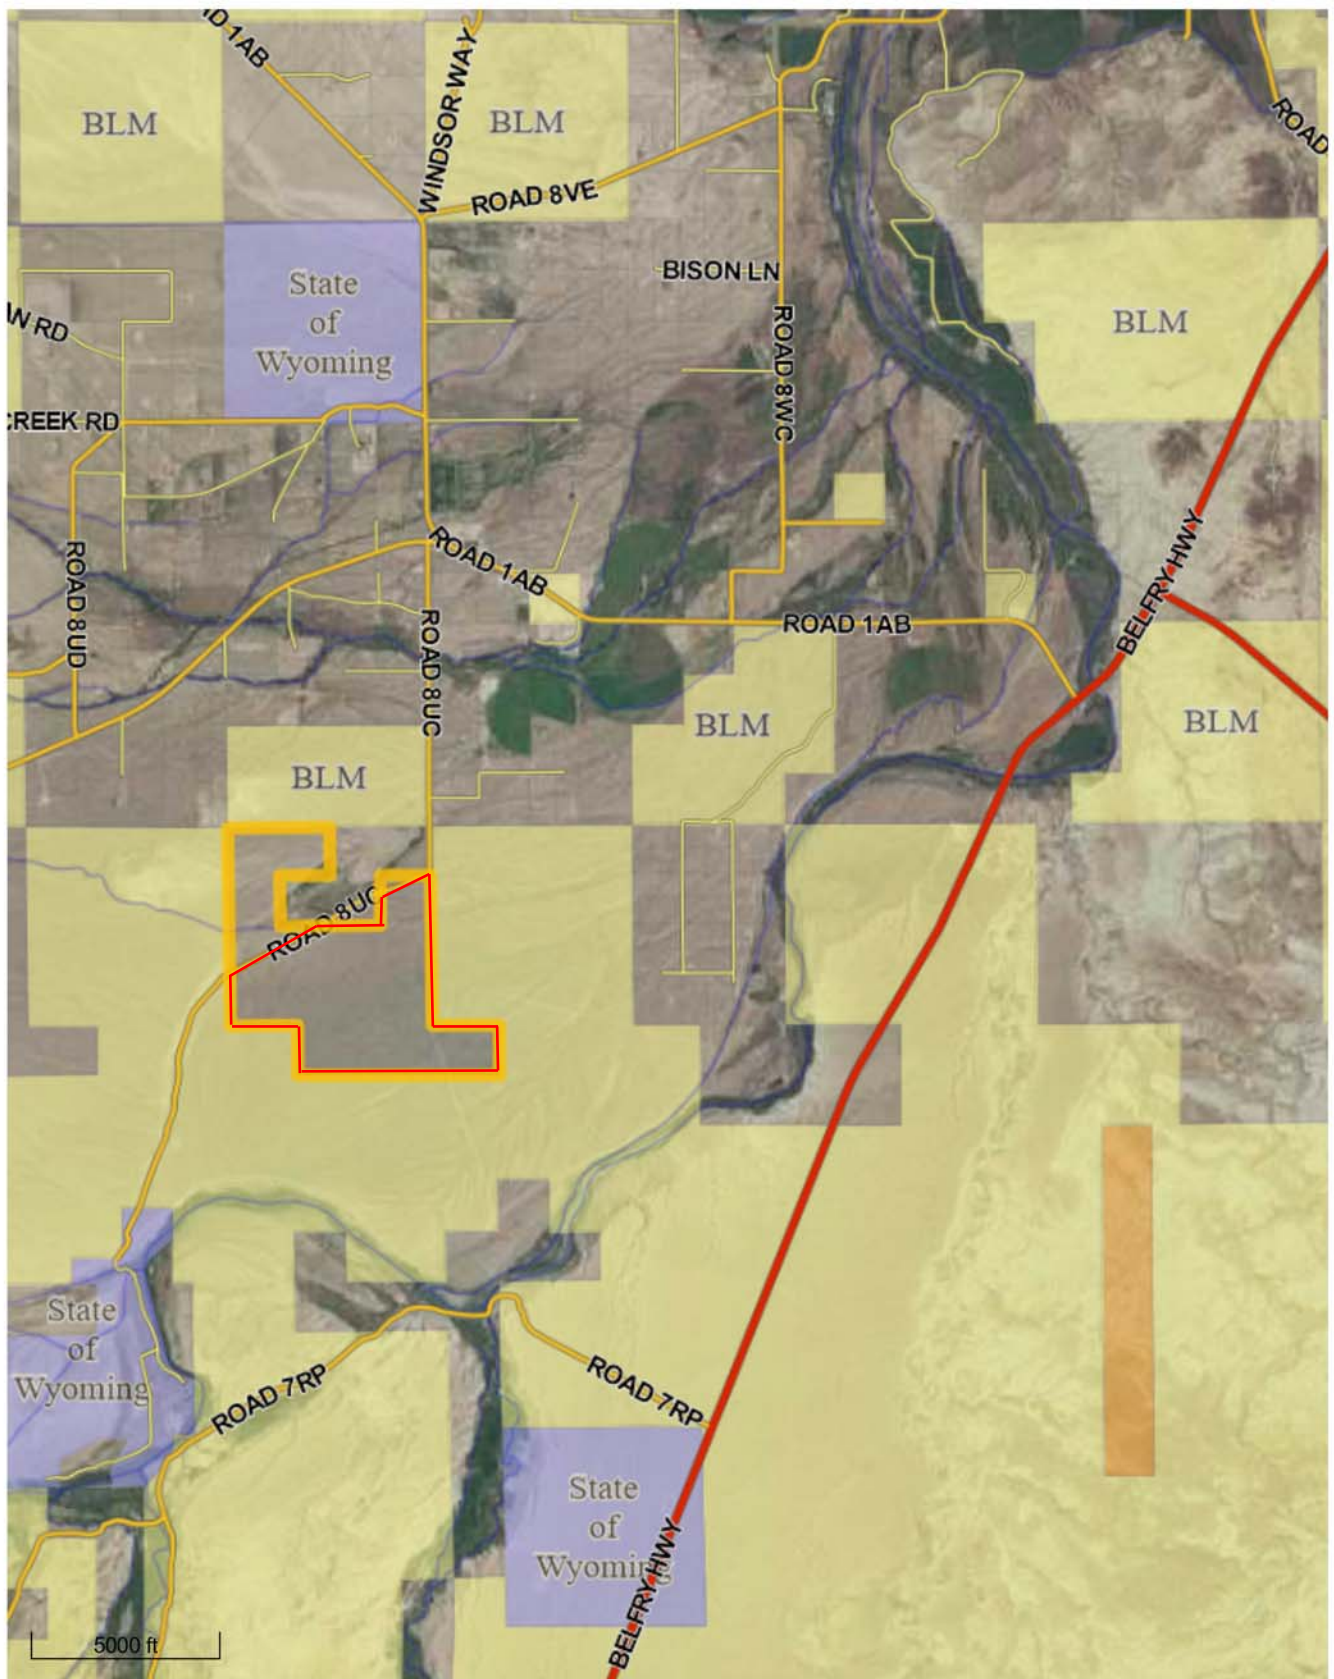 RD 1AB
WINDSOR WAY
BLM
BLM
ROAD
ROAD 8VE
BISON LN
State
of
Wyoming
BLM
W RD
ROAD 8WC
CREEK RD
ROAD 1AB
BELFRY HWY
ROAD 8UD
ROAD 8UC
ROAD 1AB
BLM
BLM
BLM
ROAD 8UC
State
of
Wyoming
ROAD 7RP
ROAD 7RP
State
of
Wyoming
BELFRY HWY
5000 ft